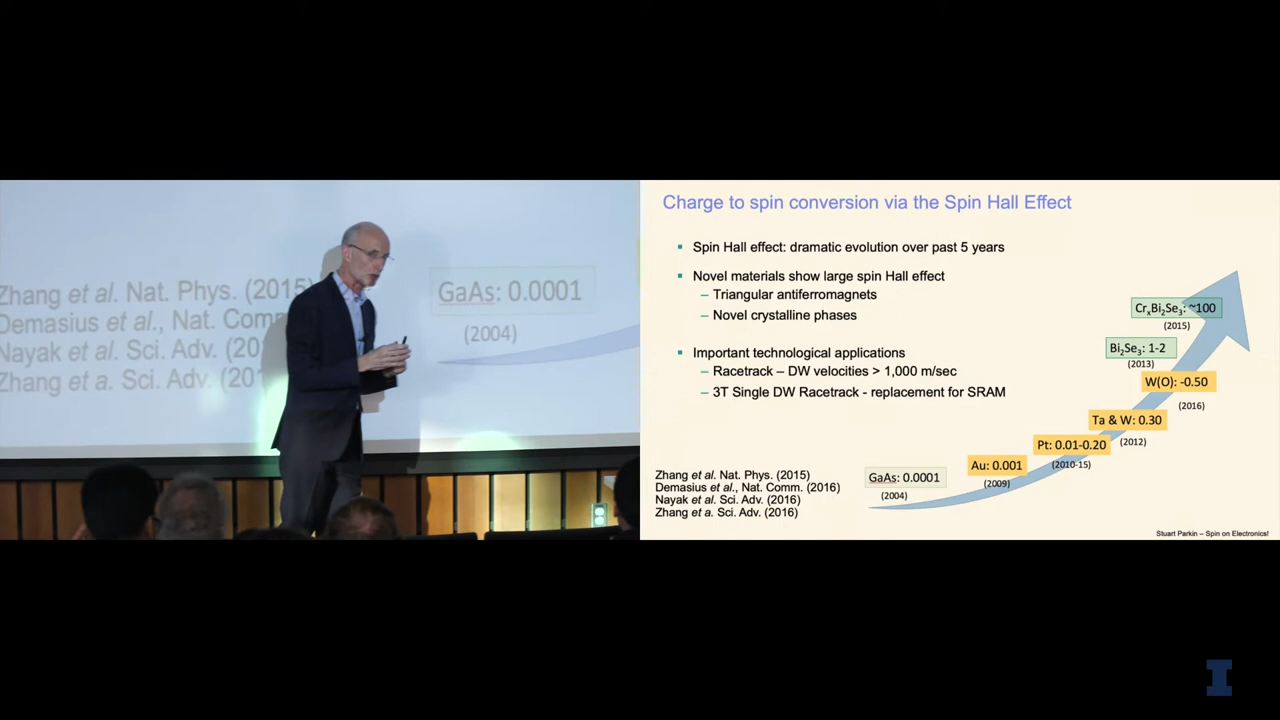 Zhang et al. Nat. Phys. (2015)
Demasius et al., Nat. Comm
Nayak et al. Sci. Adv. (20
Zhang et a. Sci. Adv. (201
GaAs: 0.0001
(2004)
Charge to spin conversion via the Spin Hall Effect
▪ Spin Hall effect: dramatic evolution over past 5 years
▪ Novel materials show large spin Hall effect
– Triangular antiferromagnets
– Novel crystalline phases
▪ Important technological applications
– Racetrack – DW velocities > 1,000 m/sec
– 3T Single DW Racetrack - replacement for SRAM
Zhang et al. Nat. Phys. (2015)
Demasius et al., Nat. Comm. (2016)
Nayak et al. Sci. Adv. (2016)
Zhang et a. Sci. Adv. (2016)
GaAs: 0.0001
(2004)
Au: 0.001
(2009)
Pt: 0.01-0.20
(2010-15)
Ta & W: 0.30
(2012)
W(O): -0.50
(2016)
Bi₂Se₃: 1-2
(2013)
CrₓBi₂Se₃: ~100
(2015)
Stuart Parkin – Spin on Electronics!
I